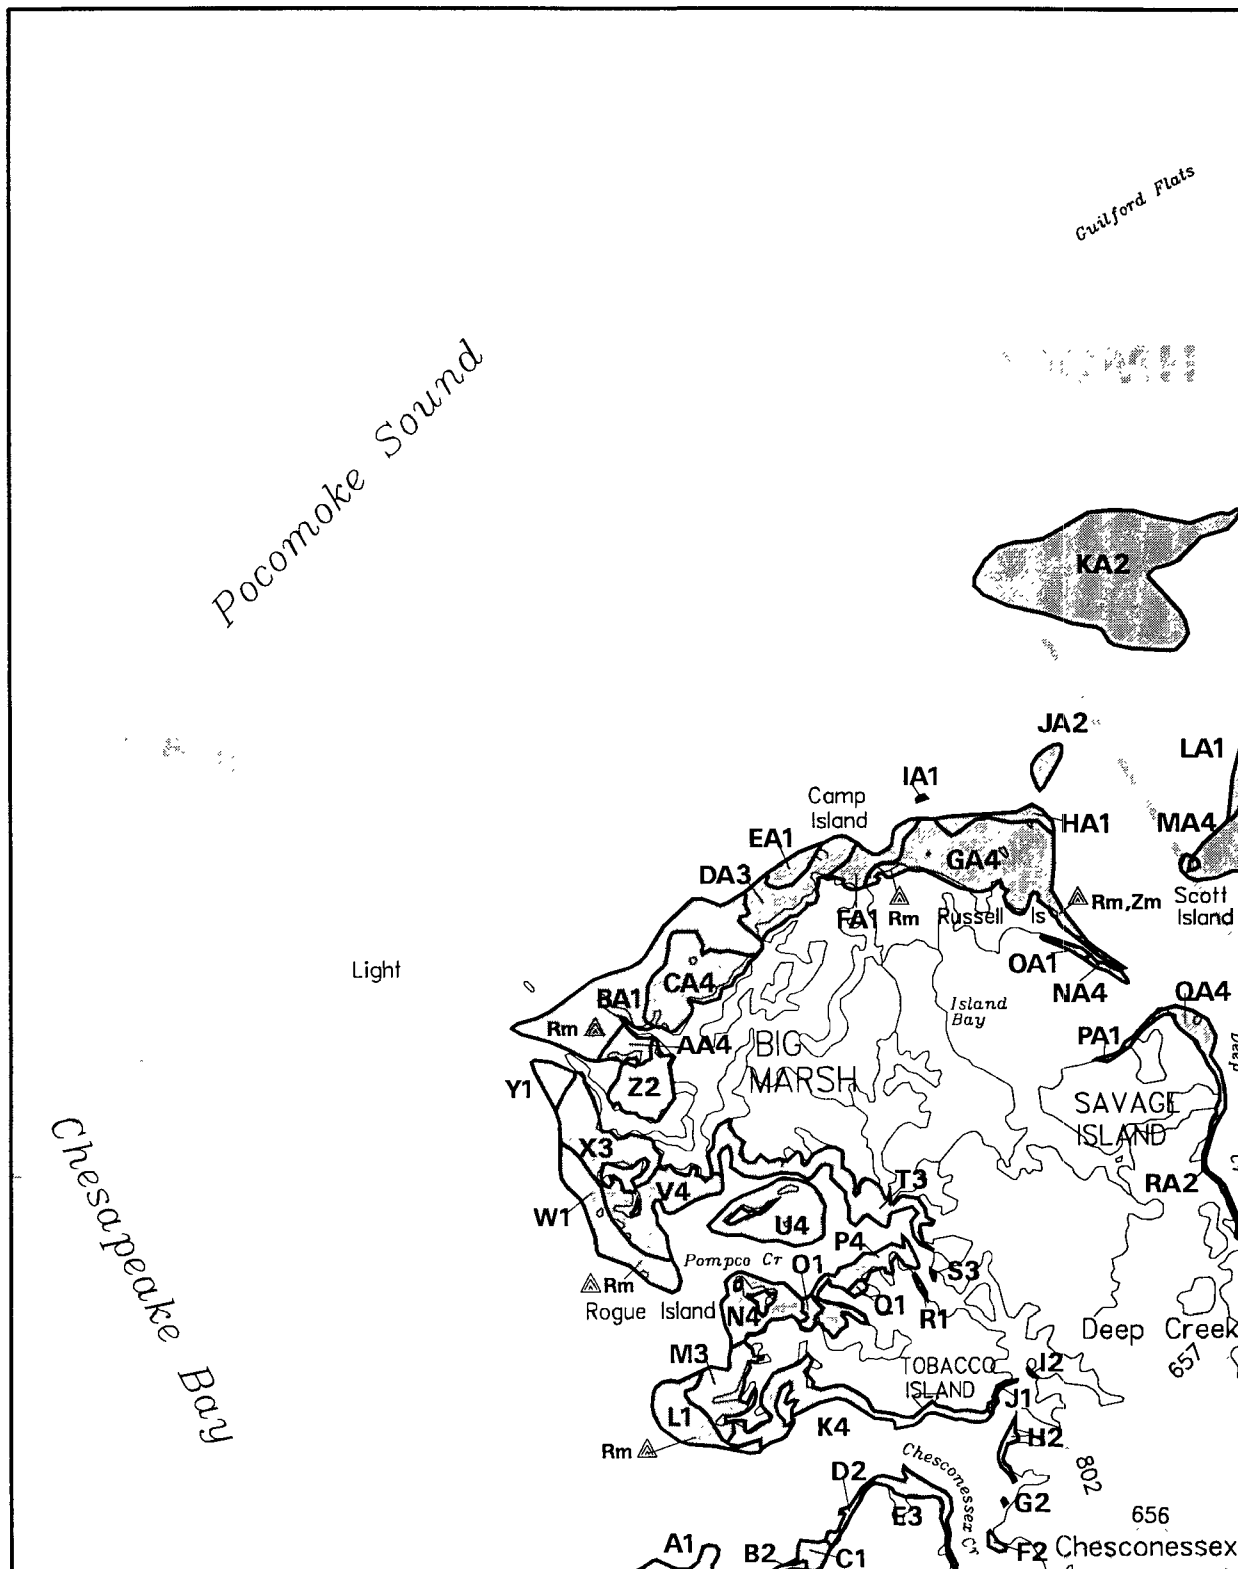 Guilford Flats
Pocomoke Sound
KA2
JA2
LA1
IA1
Camp
Island
HA1
MA4
EA1
GA4
DA3
Rm,Zm
Scott
Island
FA1
Rm
Russell Is
OA1
Light
CA4
NA4
BA1
Island
Bay
QA4
Rm
AA4
BIG
MARSH
PA1
Deep
Y1
Z2
SAVAGE
ISLAND
Chesapeake Bay
X3
T3
V4
RA2
W1
U4
P4
Pompco Cr
O1
S3
Rm
Rogue Island
N4
Q1
R1
Deep Creek
657
M3
TOBACCO
ISLAND
I2
J1
L1
K4
H2
Rm
Chesconessex Cr
802
D2
G2
E3
656
A1
B2
C1
F2
Chesconessex